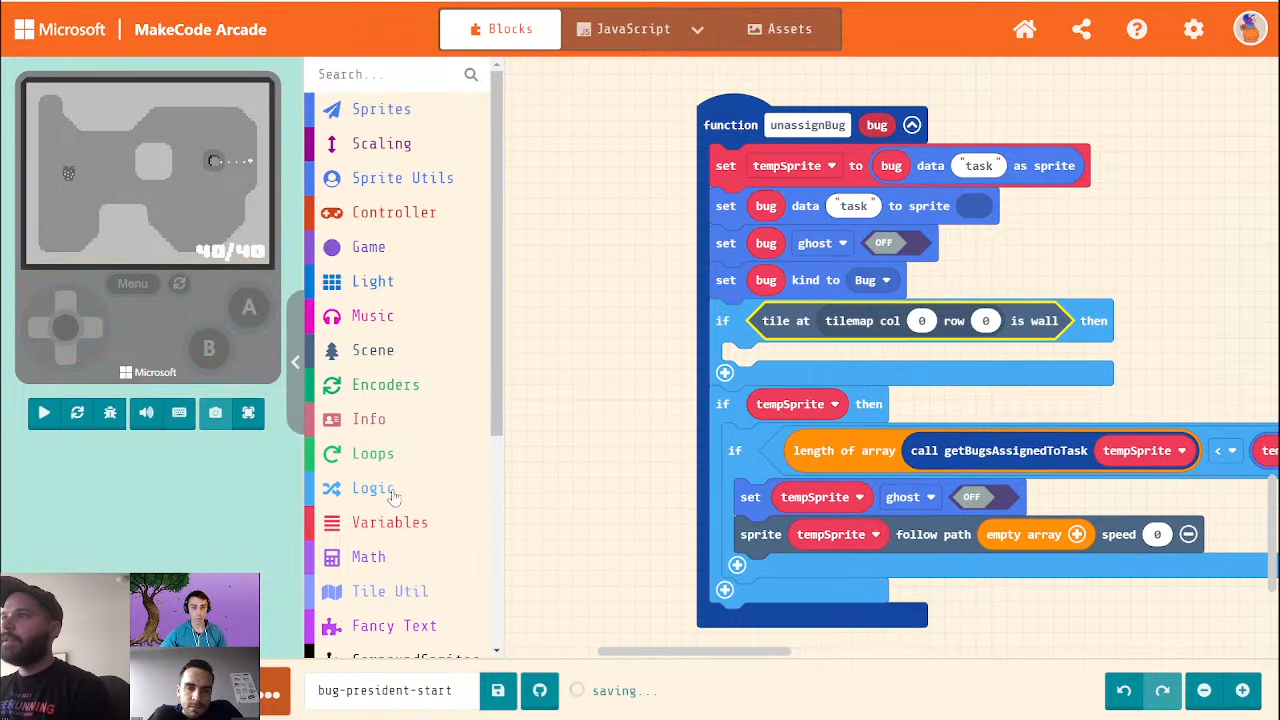 Microsoft | MakeCode Arcade
Blocks
JavaScript
Assets
40/40
Menu
A
B
Microsoft
Search...
Sprites
Scaling
Sprite Utils
Controller
Game
Light
Music
Scene
Encoders
Info
Loops
Logic
Variables
Math
Tile Util
Fancy Text
CompoundSprites
function unassignBug bug
set tempSprite to bug data "task" as sprite
set bug data "task" to sprite
set bug ghost OFF
set bug kind to Bug
if tile at tilemap col 0 row 0 is wall then
if tempSprite then
if length of array call getBugsAssignedToTask tempSprite <
set tempSprite ghost OFF
sprite tempSprite follow path empty array speed 0
bug-president-start
saving...